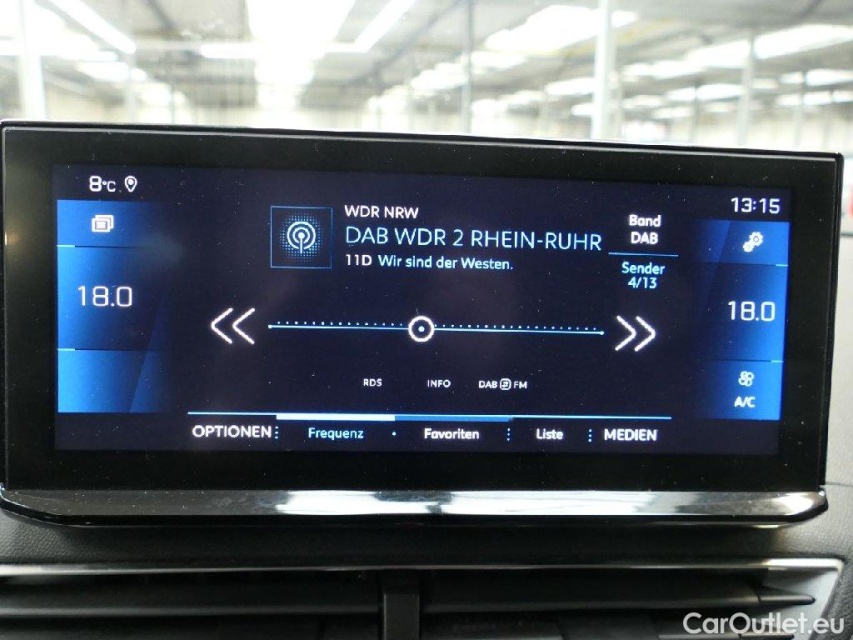 8°C
13:15
18.0
WDR NRW
DAB WDR 2 RHEIN-RUHR
11D Wir sind der Westen.
Band
DAB
Sender
4/13
18.0
A/C
RDS INFO DAB FM
OPTIONEN Frequenz Favoriten Liste MEDIEN
CarOutlet.eu